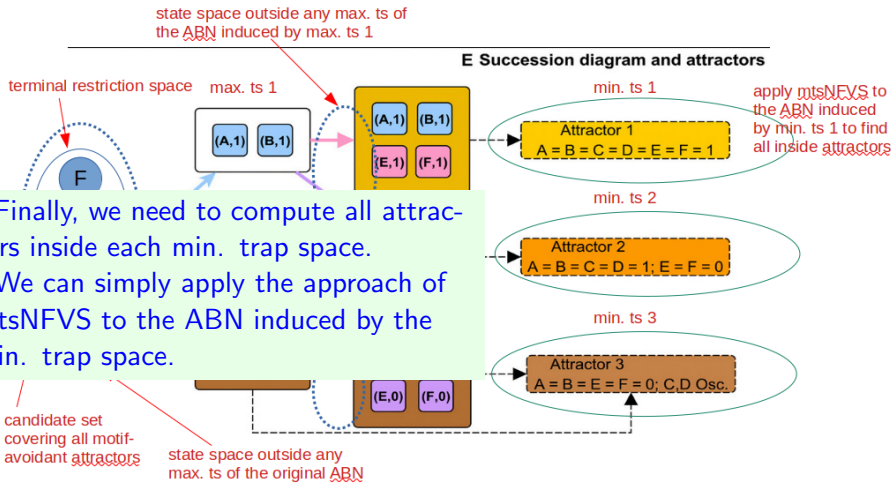 state space outside any max. ts of
the ABN induced by max. ts 1
E Succession diagram and attractors
terminal restriction space
max. ts 1
min. ts 1
apply mtsNFVS to
the ABN induced
by min. ts 1 to find
all inside attractors
(A,1) (B,1)
(A,1) (B,1)
(E,1) (F,1)
Attractor 1
A = B = C = D = E = F = 1
F
Finally, we need to compute all attrac-
rs inside each min. trap space.
We can simply apply the approach of
tsNFVS to the ABN induced by the
in. trap space.
min. ts 2
Attractor 2
A = B = C = D = 1; E = F = 0
min. ts 3
Attractor 3
A = B = E = F = 0; C,D Osc.
(E,0) (F,0)
candidate set
covering all motif-
avoidant attractors
state space outside any
max. ts of the original ABN